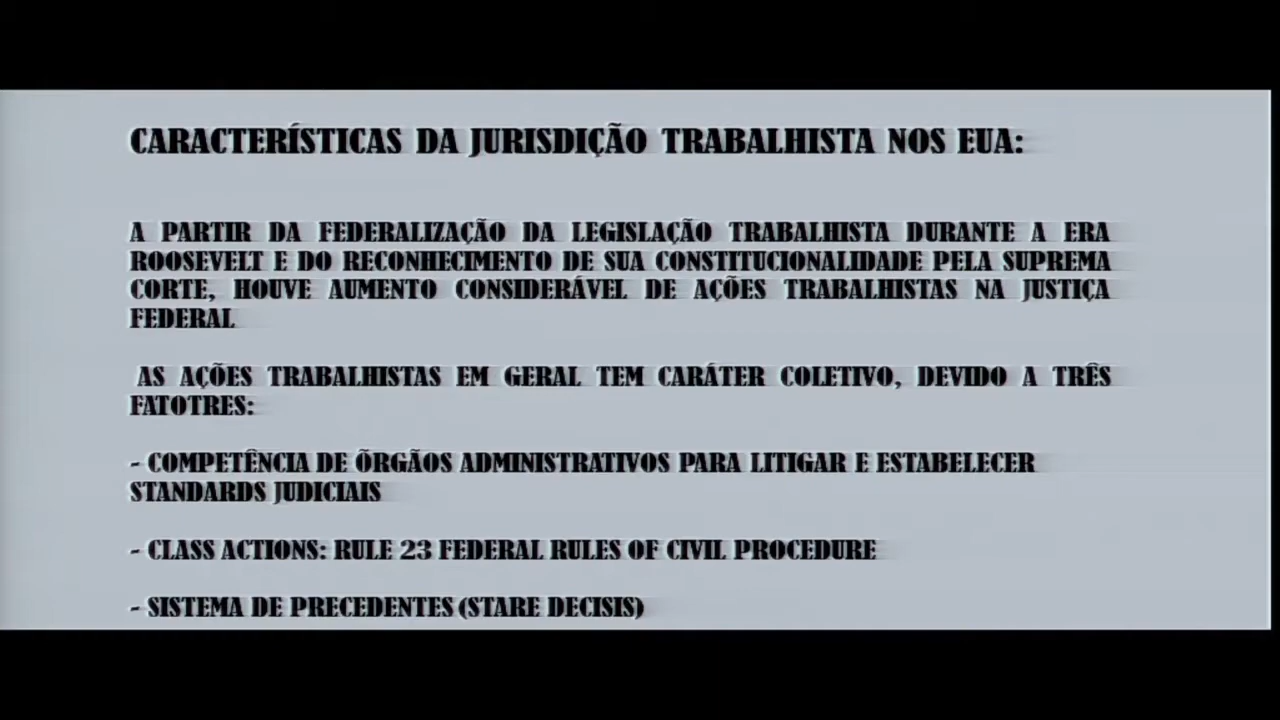 CARACTERÍSTICAS DA JURISDIÇÃO TRABALHISTA NOS EUA:
A PARTIR DA FEDERALIZAÇÃO DA LEGISLAÇÃO TRABALHISTA DURANTE A ERA
ROOSEVELT E DO RECONHECIMENTO DE SUA CONSTITUCIONALIDADE PELA SUPREMA
CORTE, HOUVE AUMENTO CONSIDERÁVEL DE AÇÕES TRABALHISTAS NA JUSTIÇA
FEDERAL
AS AÇÕES TRABALHISTAS EM GERAL TEM CARÁTER COLETIVO, DEVIDO A TRÊS
FATOTRES:
- COMPETÊNCIA DE ÕRGÃOS ADMINISTRATIVOS PARA LITIGAR E ESTABELECER
STANDARDS JUDICIAIS
- CLASS ACTIONS: RULE 23 FEDERAL RULES OF CIVIL PROCEDURE
- SISTEMA DE PRECEDENTES (STARE DECISIS)